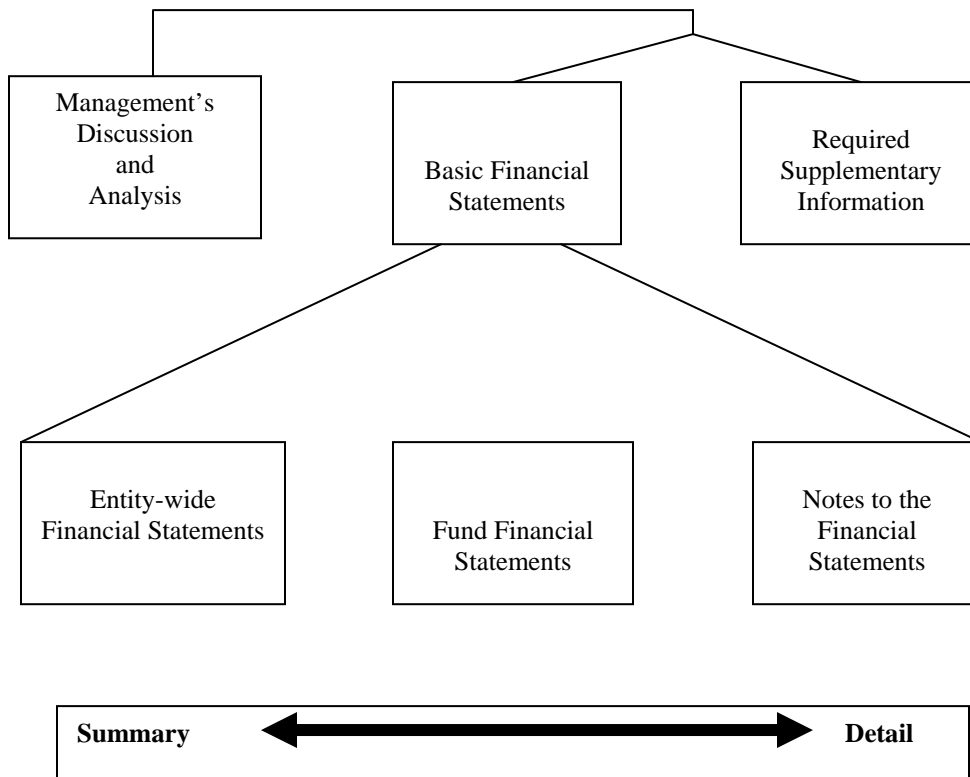 Management’s
Discussion
and
Analysis
Basic Financial
Statements
Required
Supplementary
Information
Entity-wide
Financial Statements
Fund Financial
Statements
Notes to the
Financial
Statements
Summary
Detail